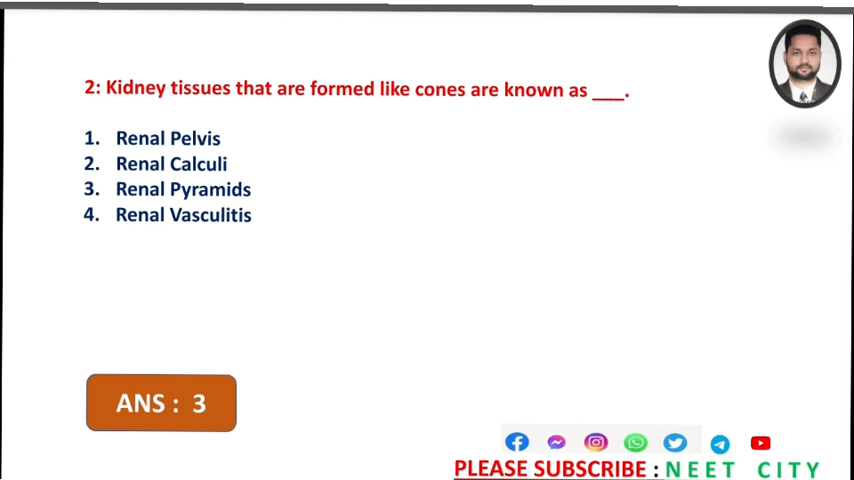 2: Kidney tissues that are formed like cones are known as ___.
1. Renal Pelvis
2. Renal Calculi
3. Renal Pyramids
4. Renal Vasculitis
ANS : 3
PLEASE SUBSCRIBE : NEET CITY